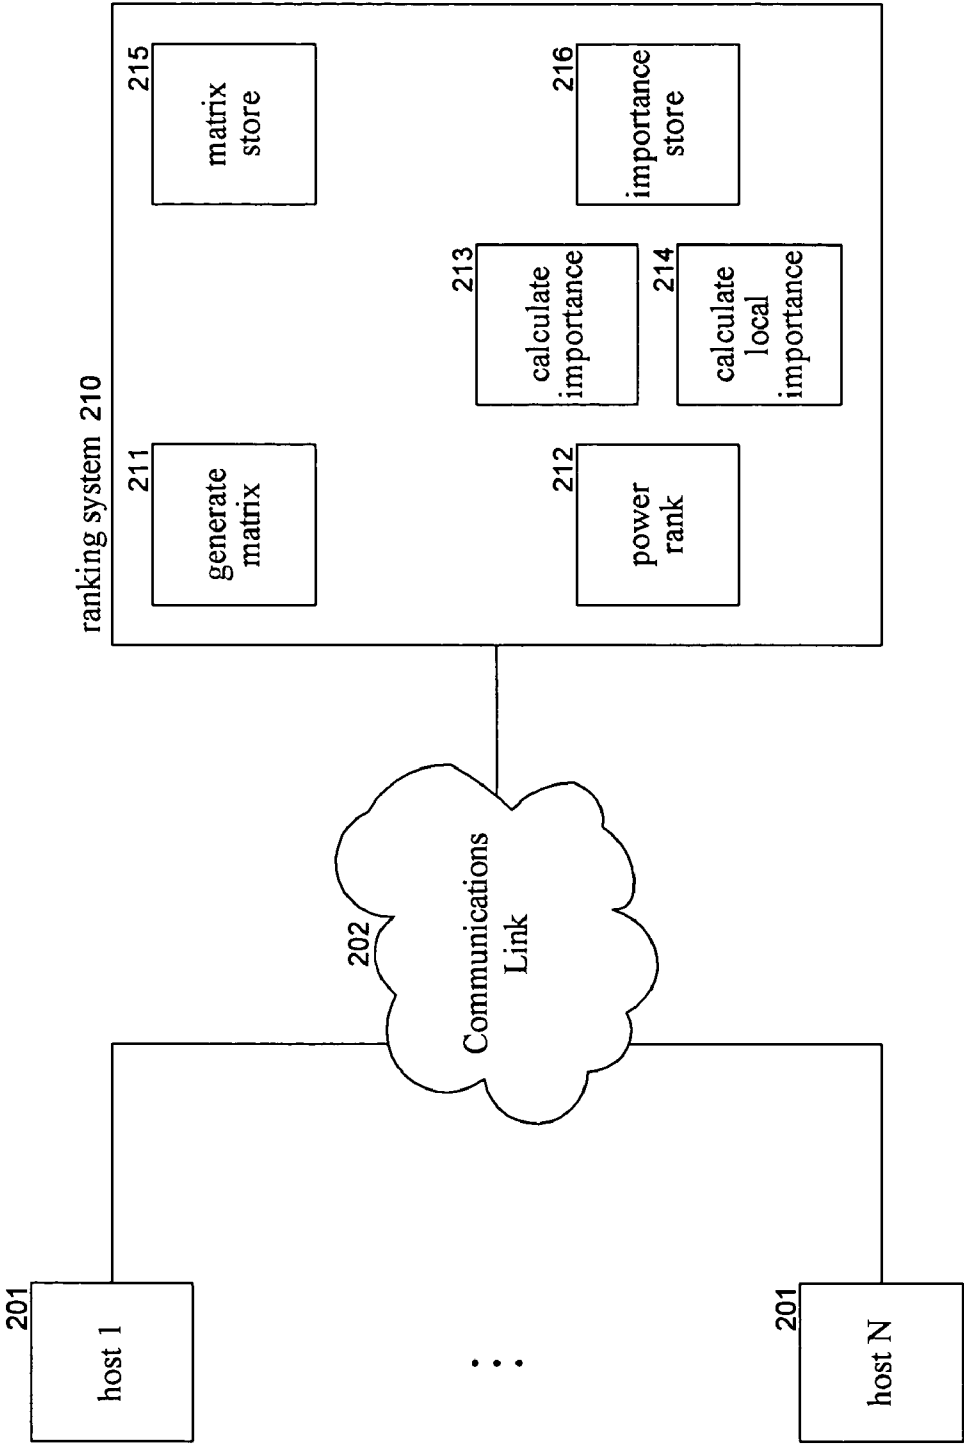 ranking system 210
201
host 1
202
Communications
Link
211
generate
matrix
215
matrix
store
213
calculate
importance
212
power
rank
216
importance
store
214
calculate
local
importance
...
201
host N